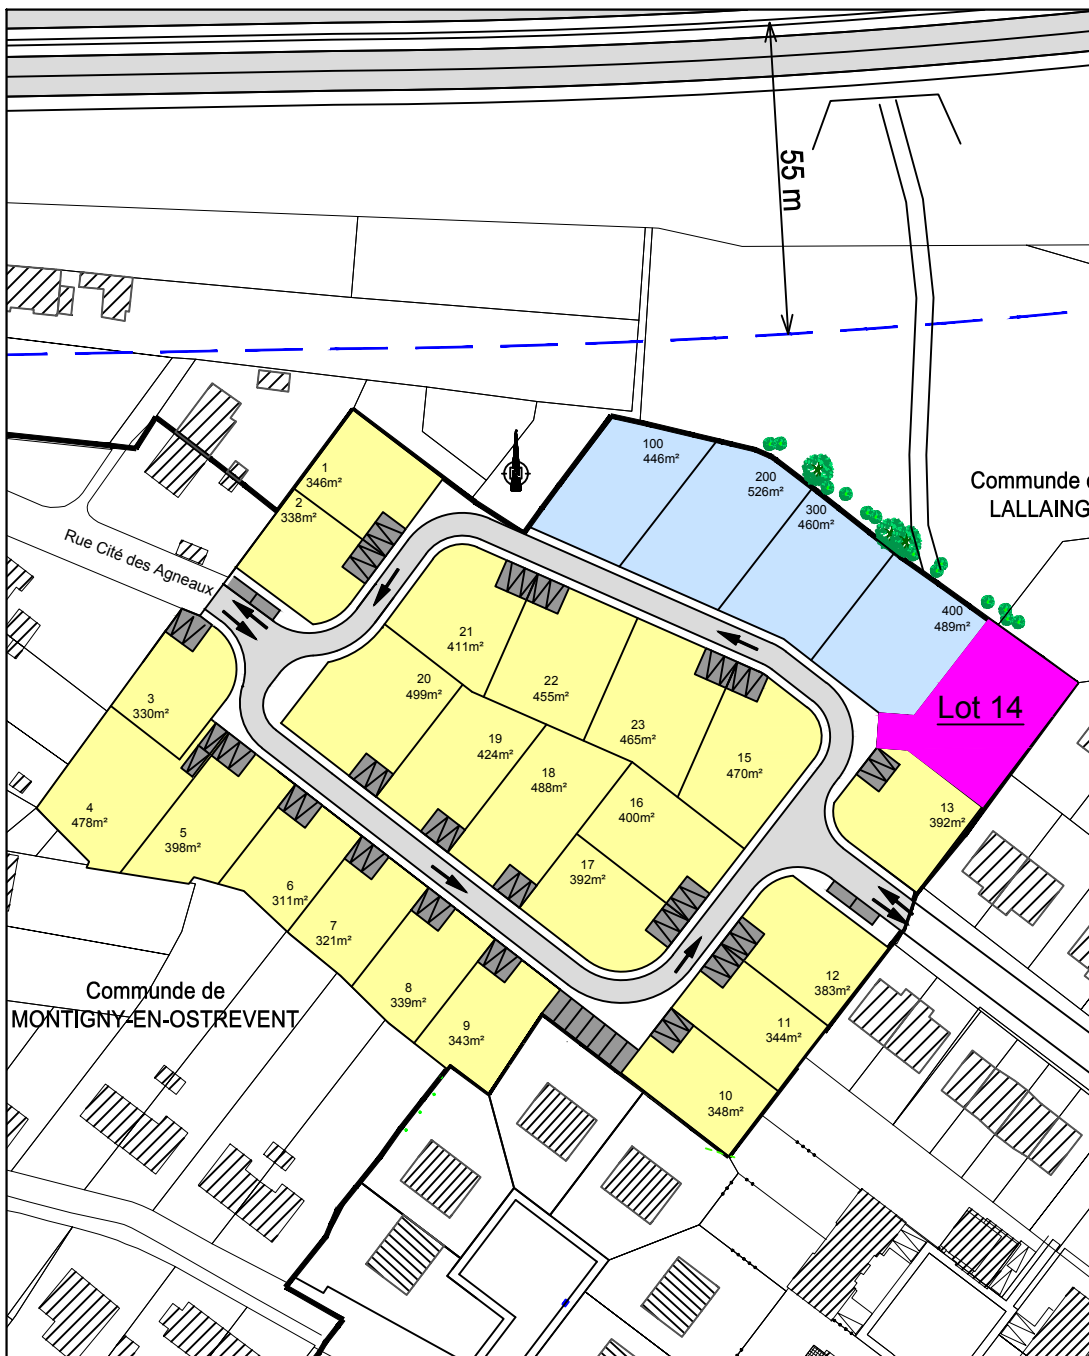 55 m
100
446m²
200
526m²
300
460m²
400
489m²
Commune d
LALLAING
1
346m²
2
338m²
Rue Cité des Agneaux
21
411m²
20
499m²
22
455m²
23
465m²
19
424m²
18
488m²
15
470m²
16
400m²
17
392m²
Lot 14
13
392m²
3
330m²
4
478m²
5
398m²
6
311m²
7
321m²
8
339m²
9
343m²
12
383m²
11
344m²
10
348m²
Communde de
MONTIGNY-EN-OSTREVENT